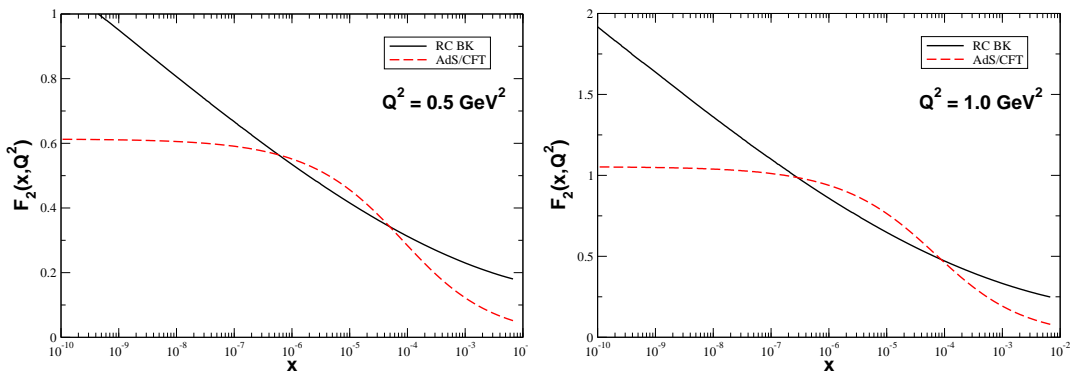 1
0.8
0.6
0.4
0.2
0
F₂(x,Q²)
RC BK
AdS/CFT
Q² = 0.5 GeV²
10⁻¹⁰ 10⁻⁹ 10⁻⁸ 10⁻⁷ 10⁻⁶ 10⁻⁵ 10⁻⁴ 10⁻³ 10⁻
x
2
1.5
1
0.5
0
F₂(x,Q²)
RC BK
AdS/CFT
Q² = 1.0 GeV²
10⁻¹⁰ 10⁻⁹ 10⁻⁸ 10⁻⁷ 10⁻⁶ 10⁻⁵ 10⁻⁴ 10⁻³ 10⁻²
x